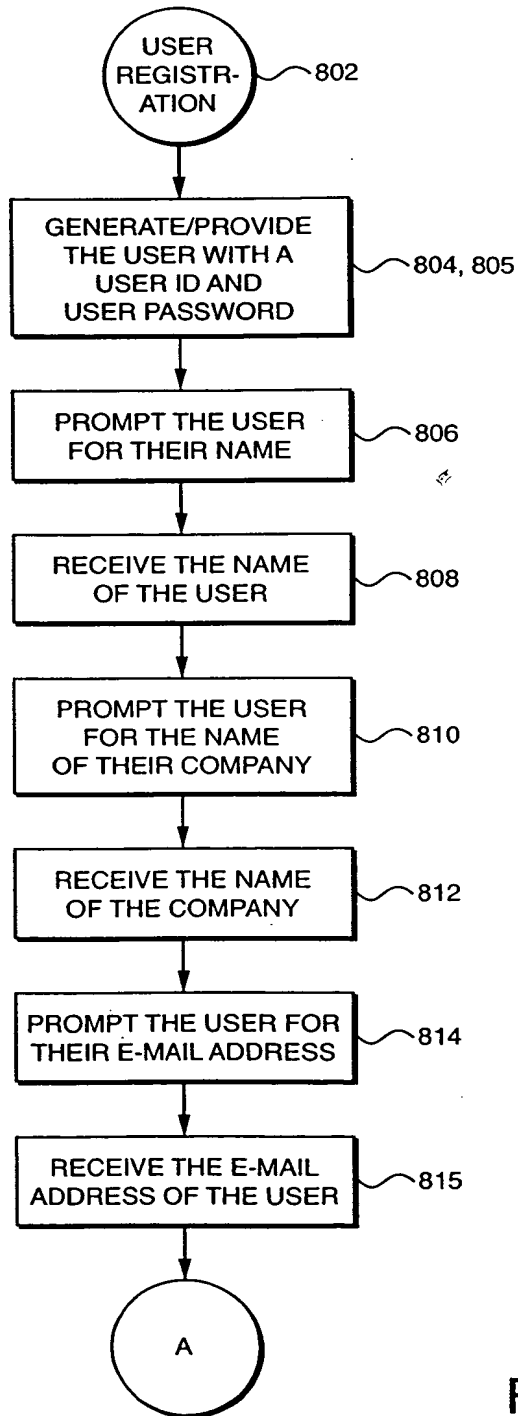 USER
REGISTR-
ATION
802
GENERATE/PROVIDE
THE USER WITH A
USER ID AND
USER PASSWORD
804, 805
PROMPT THE USER
FOR THEIR NAME
806
RECEIVE THE NAME
OF THE USER
808
PROMPT THE USER
FOR THE NAME
OF THEIR COMPANY
810
RECEIVE THE NAME
OF THE COMPANY
812
PROMPT THE USER FOR
THEIR E-MAIL ADDRESS
814
RECEIVE THE E-MAIL
ADDRESS OF THE USER
815
A